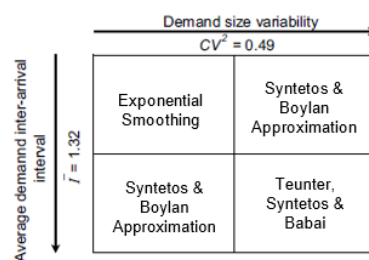 Demand size variability
CV² = 0.49
Average demannd inter-arrival
interval
Ī = 1.32
Exponential
Smoothing
Syntetos &
Boylan
Approximation
Syntetos &
Boylan
Approximation
Teunter,
Syntetos &
Babai